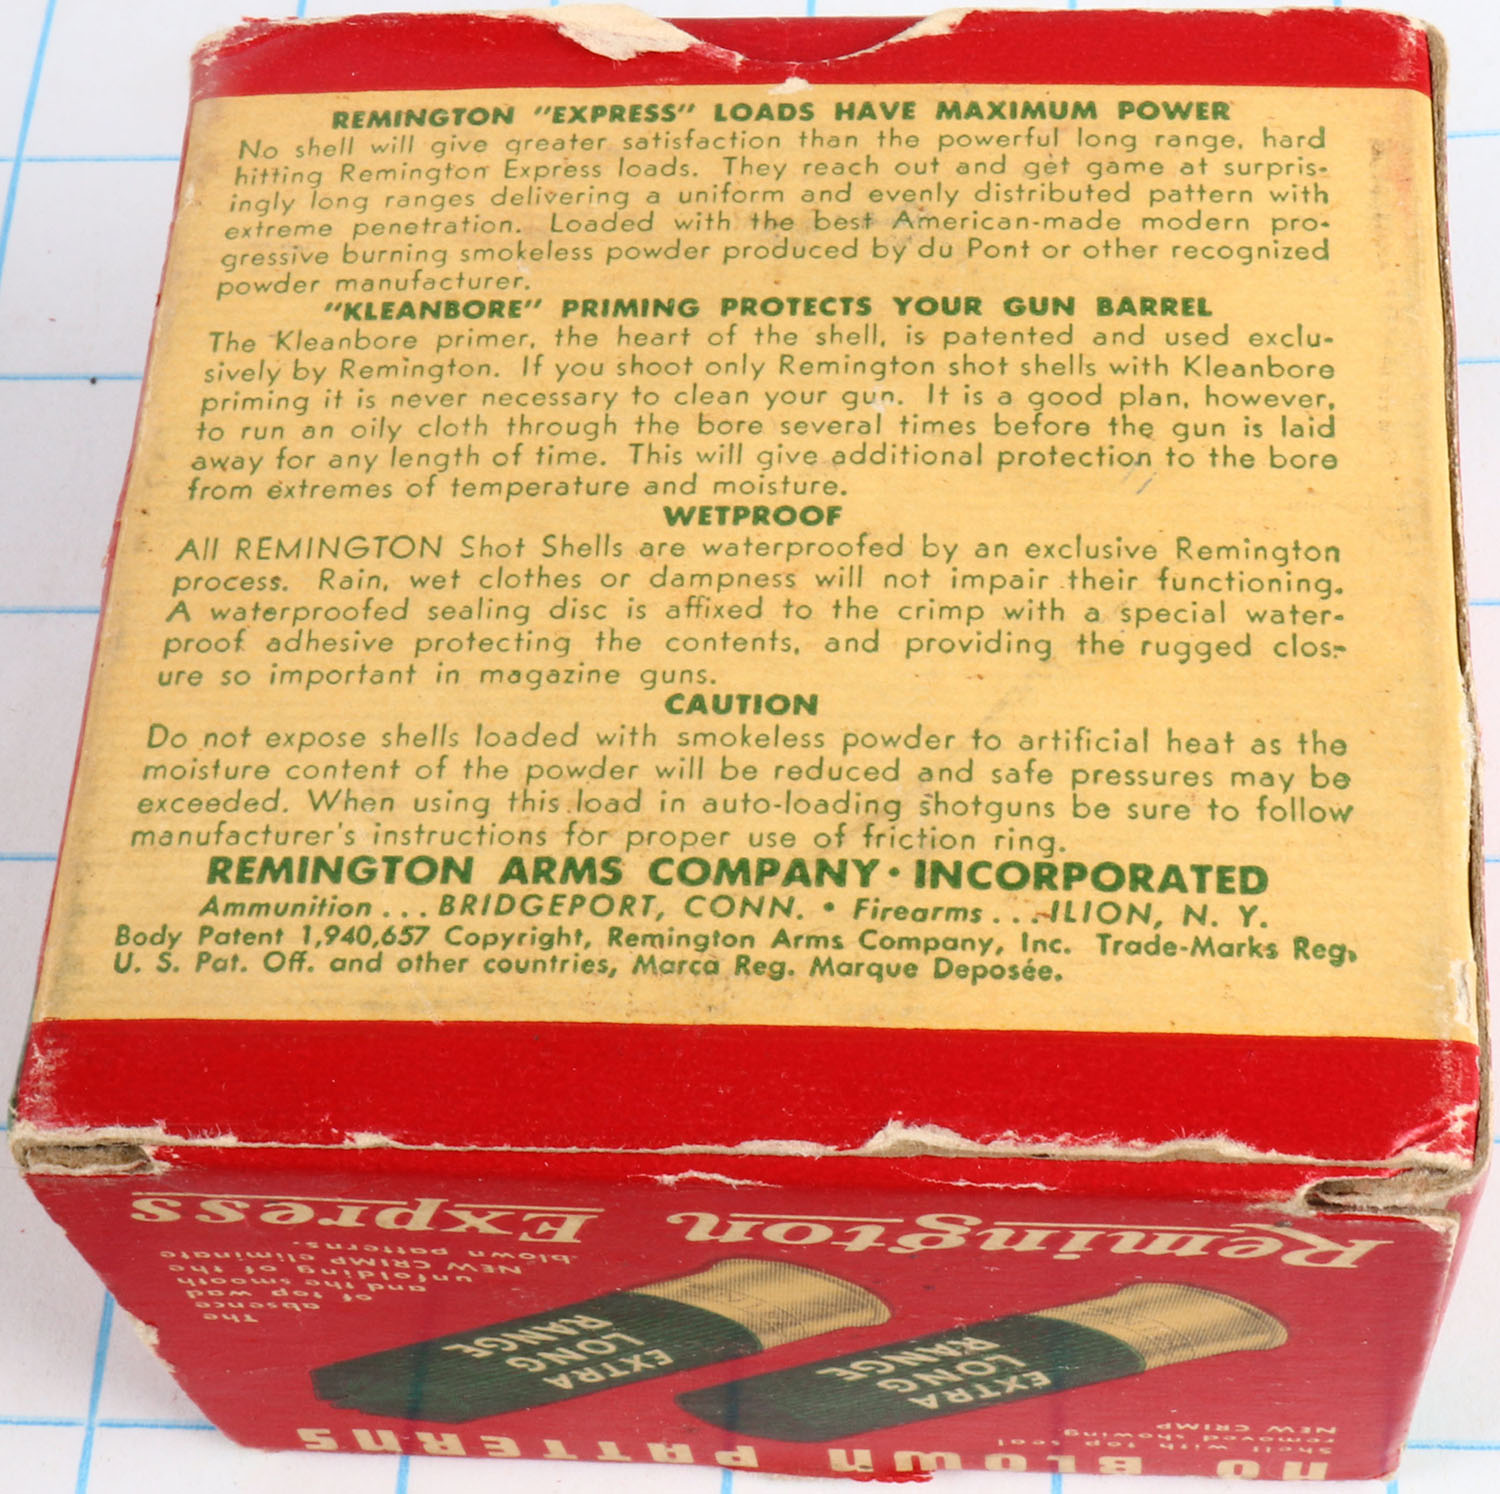 REMINGTON "EXPRESS" LOADS HAVE MAXIMUM POWER
No shell will give greater satisfaction than the powerful long range, hard
hitting Remington Express loads. They reach out and get game at surpris-
ingly long ranges delivering a uniform and evenly distributed pattern with
extreme penetration. Loaded with the best American-made modern pro-
gressive burning smokeless powder produced by du Pont or other recognized
powder manufacturer.
"KLEANBORE" PRIMING PROTECTS YOUR GUN BARREL
The Kleanbore primer, the heart of the shell, is patented and used exclu-
sively by Remington. If you shoot only Remington shot shells with Kleanbore
priming it is never necessary to clean your gun. It is a good plan, however,
to run an oily cloth through the bore several times before the gun is laid
away for any length of time. This will give additional protection to the bore
from extremes of temperature and moisture.
WETPROOF
All REMINGTON Shot Shells are waterproofed by an exclusive Remington
process. Rain, wet clothes or dampness will not impair their functioning.
A waterproofed sealing disc is affixed to the crimp with a special water-
proof adhesive protecting the contents, and providing the rugged clos-
ure so important in magazine guns.
CAUTION
Do not expose shells loaded with smokeless powder to artificial heat as the
moisture content of the powder will be reduced and safe pressures may be
exceeded. When using this load in auto-loading shotguns be sure to follow
manufacturer's instructions for proper use of friction ring.
REMINGTON ARMS COMPANY • INCORPORATED
Ammunition ... BRIDGEPORT, CONN. • Firearms ... ILION, N. Y.
Body Patent 1,940,657 Copyright, Remington Arms Company, Inc. Trade-Marks Reg.
U. S. Pat. Off. and other countries, Marca Reg. Marque Deposée.
NO BLOWN PATTERNS
Shell with top seal
removed showing
NEW CRIMP
EXTRA
LONG
RANGE
EXTRA
LONG
RANGE
The
absence
of top wad
and the smooth
unfolding of the
NEW CRIMP eliminate
blown patterns.
Remington Express